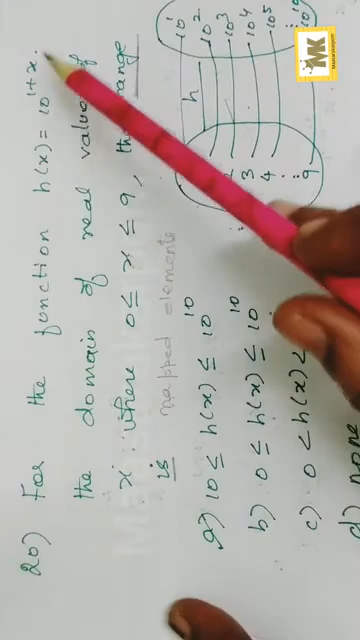 20) For the function h(x) = 10^{1+x}.
the domain of real value of
x where 0 ≤ x ≤ 9, the range
is mapped elements
a) 10 ≤ h(x) ≤ 10^{10}
b) 0 ≤ h(x) ≤ 10^{10}
c) 0 < h(x) <
d) none
h
10^1
10^2
10^3
10^4
10^5
3
4
9
MK